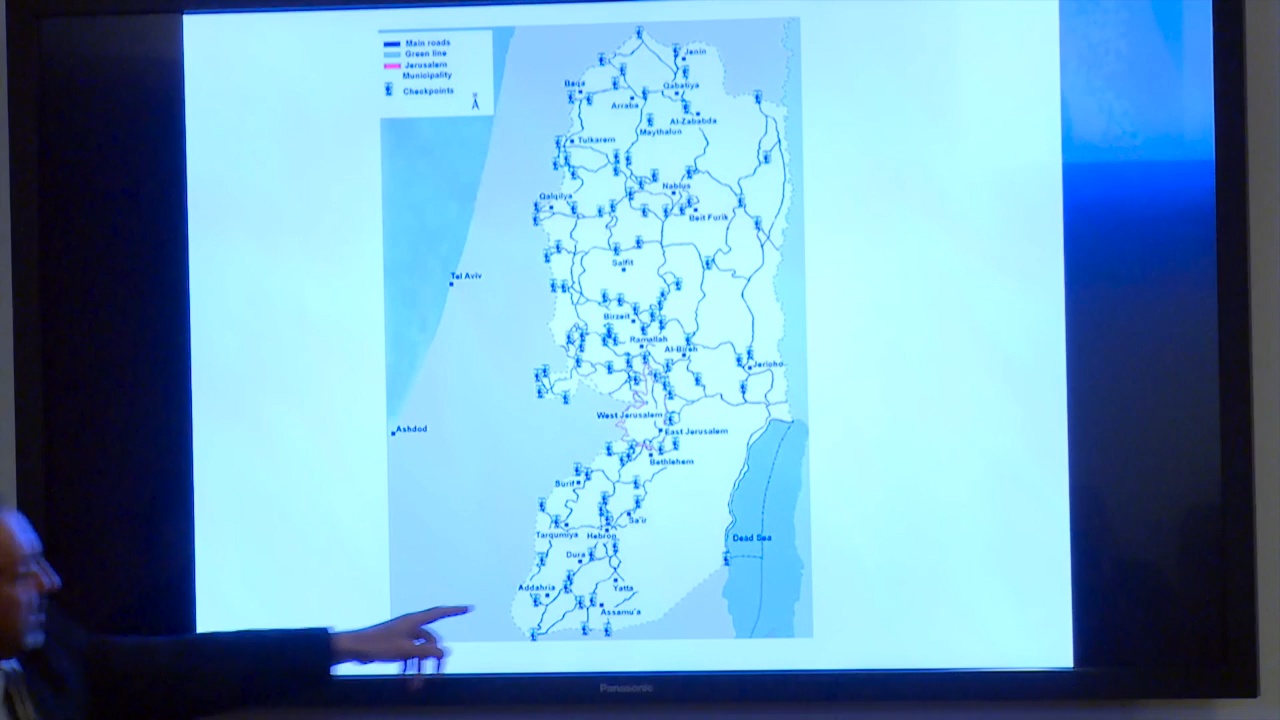 Main roads
Green line
Jerusalem
Municipality
Checkpoints
Jenin
Baqa
Qabatiya
Arraba
Al-Zababda
Maythalun
Tulkarem
Nablus
Qalqilya
Beit Furik
Salfit
Tel Aviv
Birzeit
Ramallah
Al-Bireh
Jericho
West Jerusalem
Ashdod
East Jerusalem
Bethlehem
Surif
Sa'ir
Tarqumiya
Hebron
Dead Sea
Dura
Addahria
Yatta
Assamu'a
Panasonic